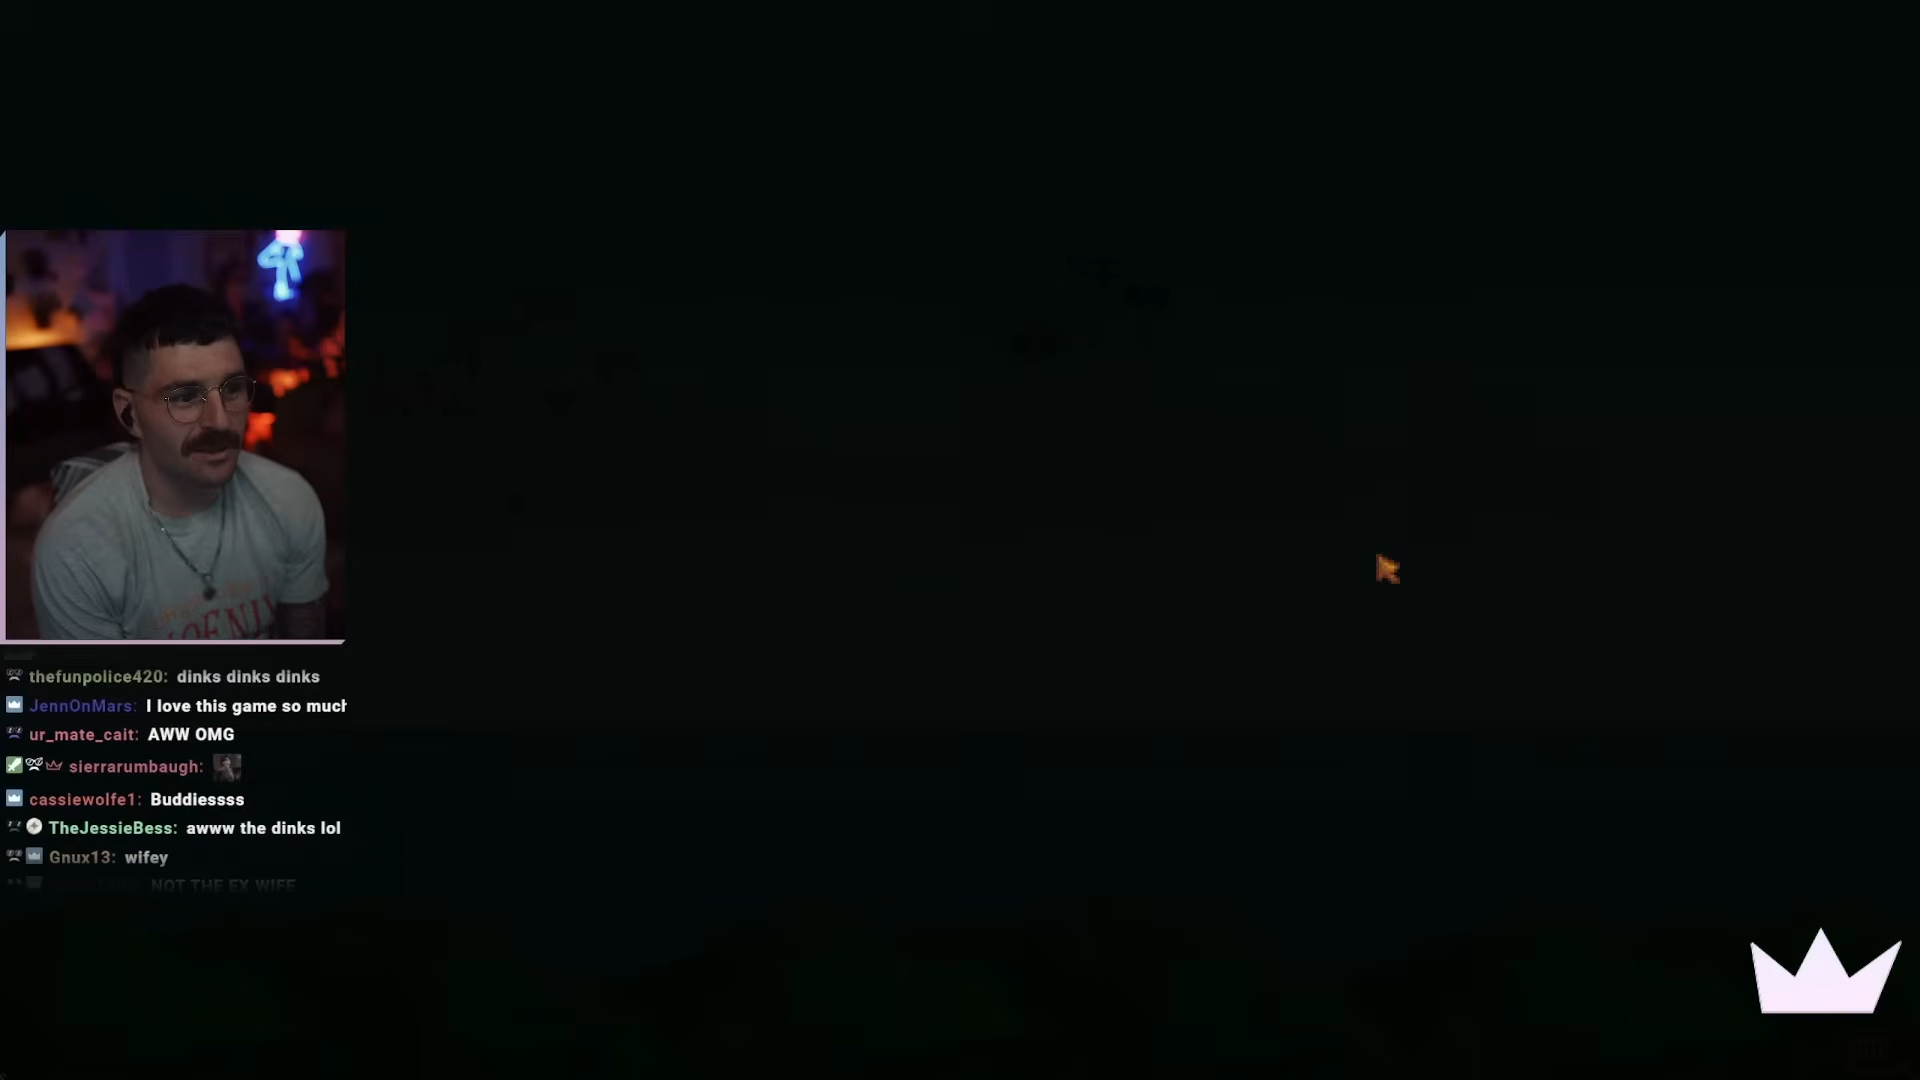 thefunpolice420: dinks dinks dinks
JennOnMars: I love this game so much
ur_mate_cait: AWW OMG
sierrarumbaugh:
cassiewolfe1: Buddiessss
TheJessieBess: awww the dinks lol
Gnux13: wifey
NOT THE EX WIFE